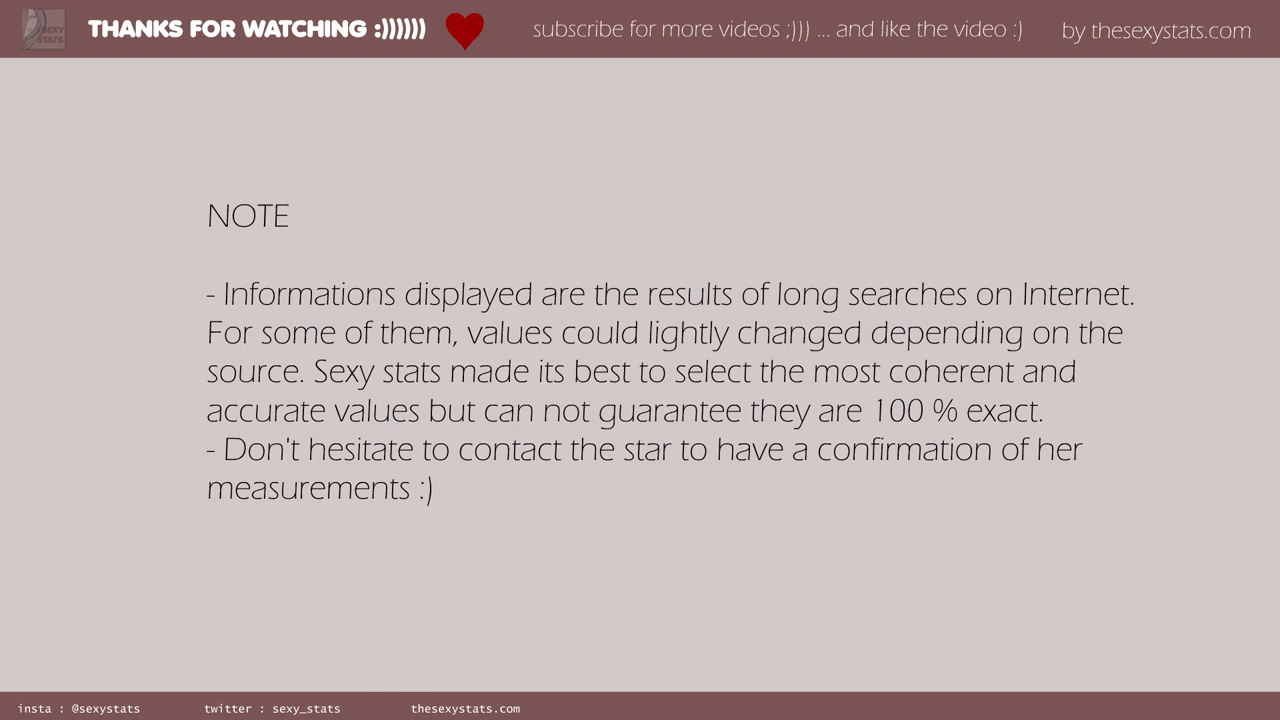 SEXY
STATS
THANKS FOR WATCHING :))))))
subscribe for more videos ;))) ... and like the video :)
by thesexystats.com
NOTE
- Informations displayed are the results of long searches on Internet.
For some of them, values could lightly changed depending on the
source. Sexy stats made its best to select the most coherent and
accurate values but can not guarantee they are 100 % exact.
- Don't hesitate to contact the star to have a confirmation of her
measurements :)
insta : @sexystats
twitter : sexy_stats
thesexystats.com